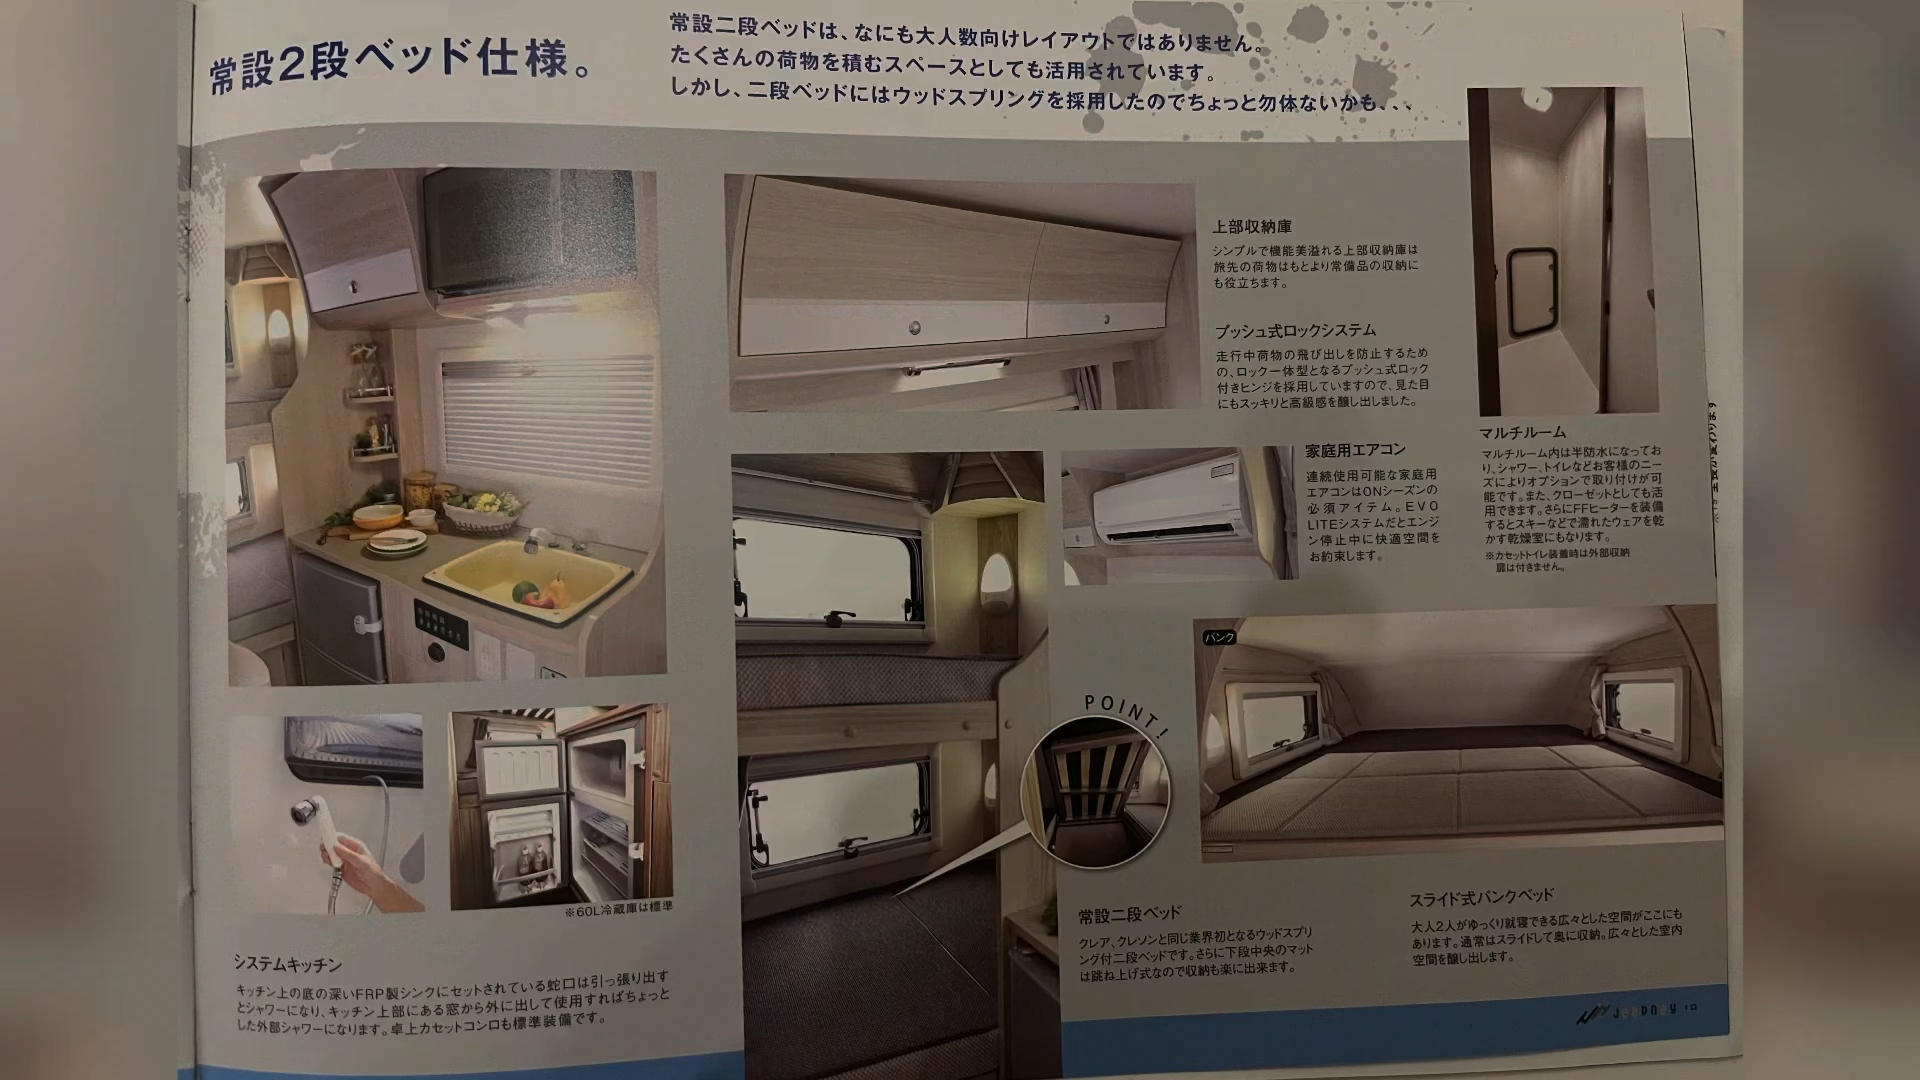 常設2段ベッド仕様。
常設二段ベッドは、なにも大人数向けレイアウトではありません。
たくさんの荷物を積むスペースとしても活用されています。
しかし、二段ベッドにはウッドスプリングを採用したのでちょっと勿体ないかも、、、
上部収納庫
シンプルで機能美溢れる上部収納庫は
旅先の荷物はもとより常備品の収納に
も役立ちます。
プッシュ式ロックシステム
走行中荷物の飛び出しを防止するため
の、ロック一体型となるプッシュ式ロック
付きヒンジを採用していますので、見た目
にもスッキリと高級感を醸し出しました。
家庭用エアコン
連続使用可能な家庭用
エアコンはONシーズンの
必須アイテム。EVO
LITEシステムだとエンジ
ン停止中に快適空間を
お約束します。
マルチルーム
マルチルーム内は半防水になってお
り、シャワー、トイレなどお客様のニー
ズによりオプションで取り付けが可
能です。また、クローゼットとしても活
用できます。さらにFFヒーターを装備
するとスキーなどで濡れたウェアを乾
かす乾燥室にもなります。
※カセットトイレ装着時は外部収納
扉は付きません。
バンク
POINT!
※60L冷蔵庫は標準
システムキッチン
キッチン上の底の深いFRP製シンクにセットされている蛇口は引っ張り出す
とシャワーになり、キッチン上部にある窓から外に出して使用すればちょっと
した外部シャワーになります。卓上カセットコンロも標準装備です。
常設二段ベッド
クレア、クレソンと同じ業界初となるウッドスプリ
ング付二段ベッドです。さらに下段中央のマット
は跳ね上げ式なので収納も楽に出来ます。
スライド式バンクベッド
大人2人がゆっくり就寝できる広々とした空間がここにも
あります。通常はスライドして奥に収納。広々とした室内
空間を醸し出します。
My Jeepney 10